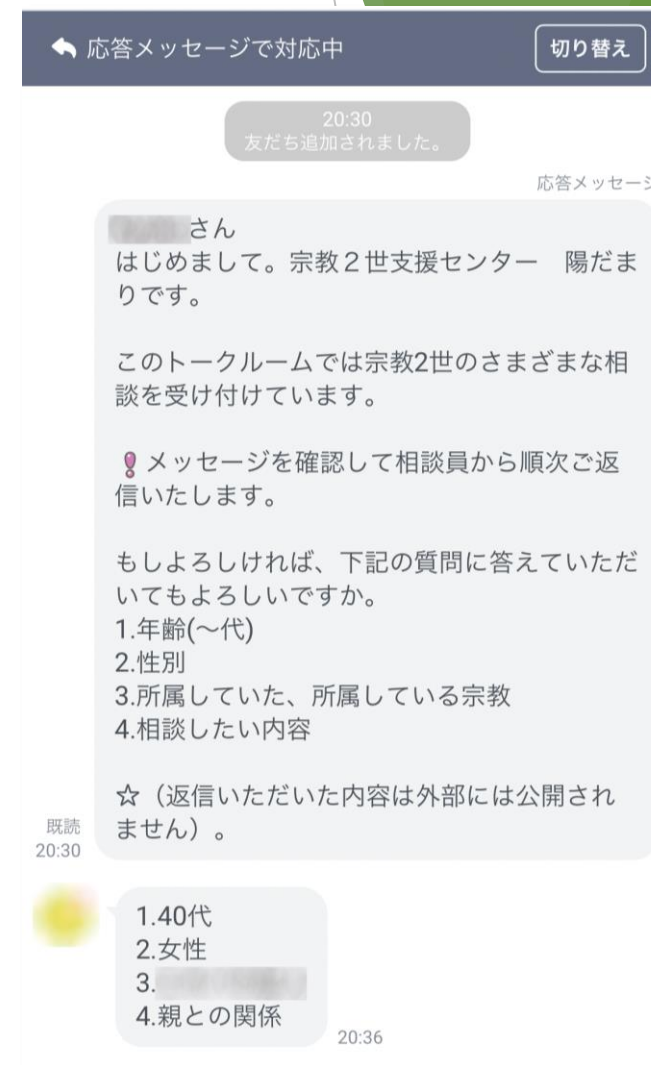 応答メッセージで対応中
切り替え
20:30
友だち追加されました。
応答メッセージ
さん
はじめまして。宗教２世支援センター　陽だま
りです。
このトークルームでは宗教2世のさまざまな相
談を受け付けています。
メッセージを確認して相談員から順次ご返
信いたします。
もしよろしければ、下記の質問に答えていただ
いてもよろしいですか。
1.年齢(〜代)
2.性別
3.所属していた、所属している宗教
4.相談したい内容
☆（返信いただいた内容は外部には公開され
ません）。
既読
20:30
1.40代
2.女性
3.
4.親との関係
20:36